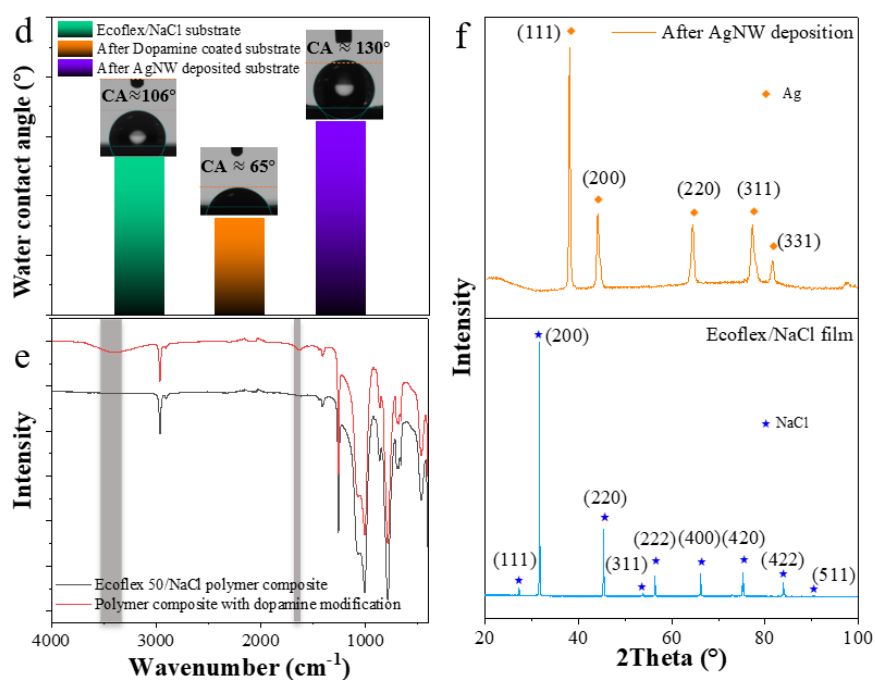 d
Water contact angle (°)
Ecoflex/NaCl substrate
After Dopamine coated substrate
After AgNW deposited substrate
CA≈106°
CA ≈ 65°
CA ≈ 130°
e
Intensity
Ecoflex 50/NaCl polymer composite
Polymer composite with dopamine modification
4000 3000 2000 1000
Wavenumber (cm-1)
f
Intensity
After AgNW deposition
Ag
(111)
(200)
(220)
(311)
(331)
Ecoflex/NaCl film
NaCl
(111)
(200)
(220)
(311)
(222)
(400)
(420)
(422)
(511)
20 40 60 80 100
2Theta (°)